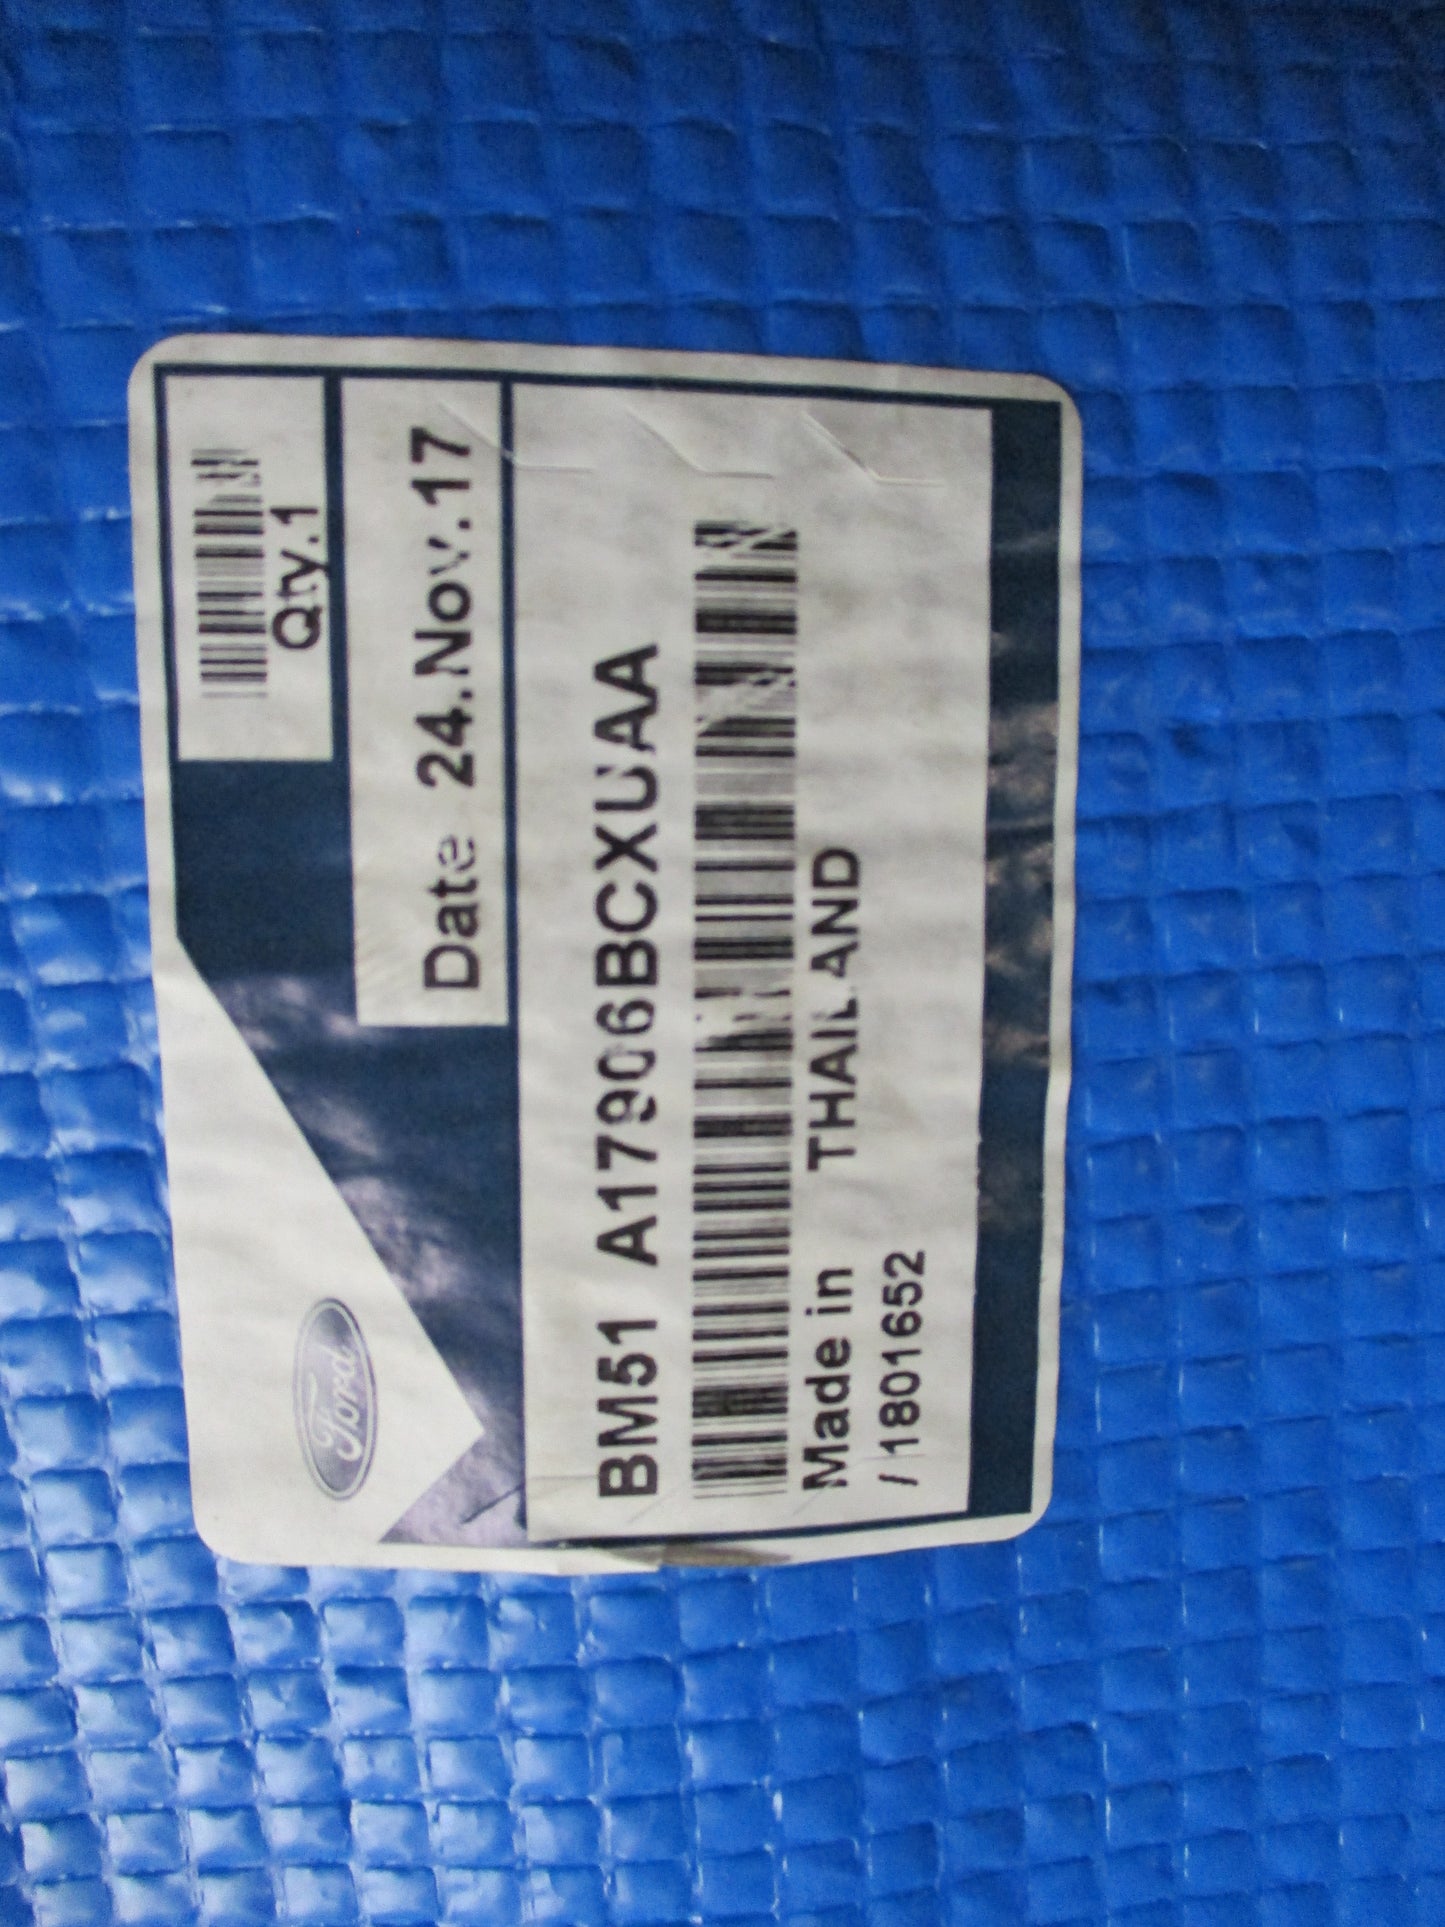 Ford
Qty.1
Date 24.Nov.17
BM51 A17906BCXUAA
Made in THAILAND
/1801652